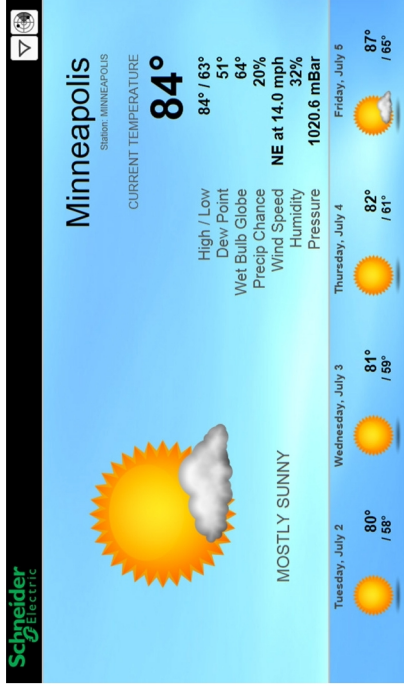 Schneider
Electric
Minneapolis
Station: MINNEAPOLIS
CURRENT TEMPERATURE
84°
High / Low 84° / 63°
Dew Point 51°
Wet Bulb Globe 64°
Precip Chance 20%
Wind Speed NE at 14.0 mph
Humidity 32%
Pressure 1020.6 mBar
MOSTLY SUNNY
Tuesday, July 2
80°
/ 58°
Wednesday, July 3
81°
/ 59°
Thursday, July 4
82°
/ 61°
Friday, July 5
87°
/ 65°